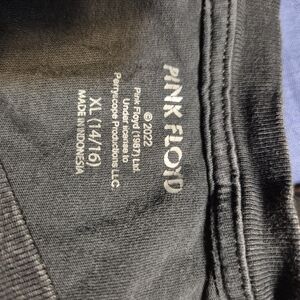 PINK FLOYD
© 2022
Pink Floyd (1987) Ltd.
Under license to
Perryscope Productions LLC.
XL (14/16)
MADE IN INDONESIA